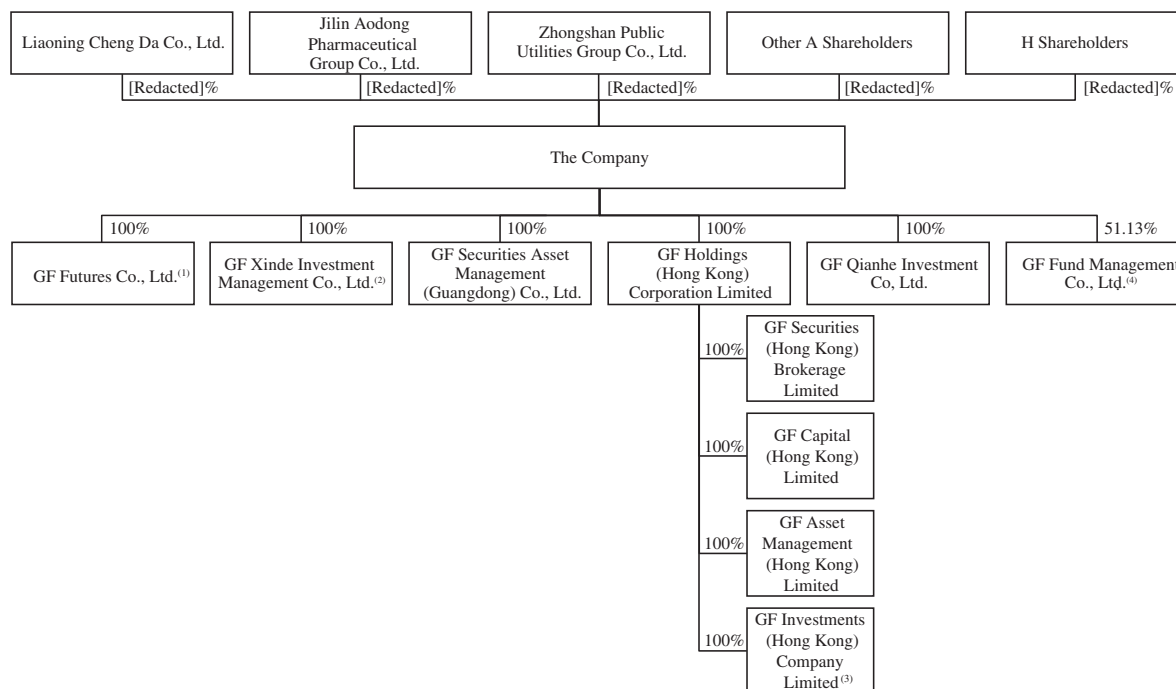 Liaoning Cheng Da Co., Ltd.
Jilin Aodong
Pharmaceutical
Group Co., Ltd.
Zhongshan Public
Utilities Group Co., Ltd.
Other A Shareholders
H Shareholders
[Redacted]%
[Redacted]%
[Redacted]%
[Redacted]%
[Redacted]%
The Company
100%
100%
100%
100%
100%
51.13%
GF Futures Co., Ltd.(1)
GF Xinde Investment
Management Co., Ltd.(2)
GF Securities Asset
Management
(Guangdong) Co., Ltd.
GF Holdings
(Hong Kong)
Corporation Limited
GF Qianhe Investment
Co, Ltd.
GF Fund Management
Co., Ltd.(4)
100%
GF Securities
(Hong Kong)
Brokerage
Limited
100%
GF Capital
(Hong Kong)
Limited
100%
GF Asset
Management
(Hong Kong)
Limited
100%
GF Investments
(Hong Kong)
Company
Limited(3)